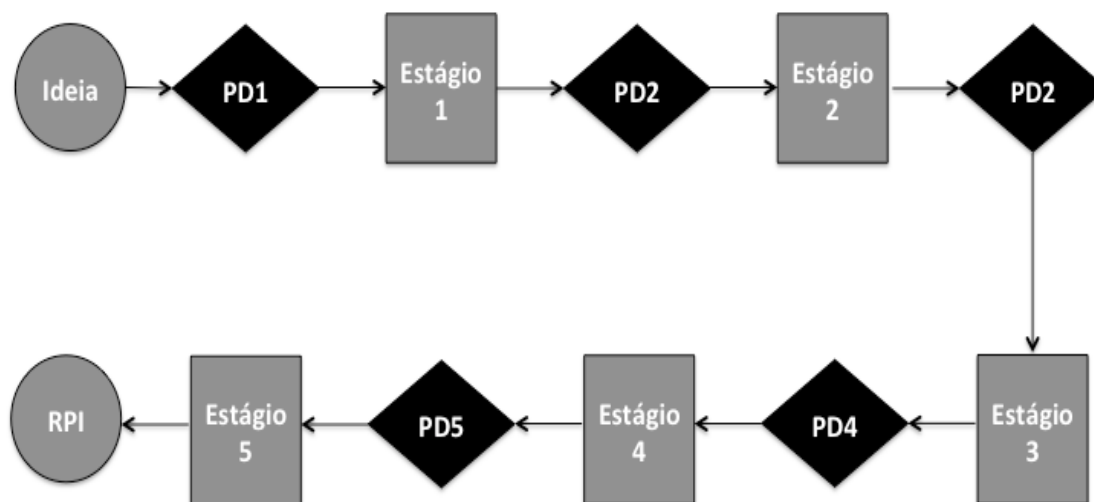 Ideia
PD1
Estágio
1
PD2
Estágio
2
PD2
Estágio
3
PD4
Estágio
4
PD5
Estágio
5
RPI